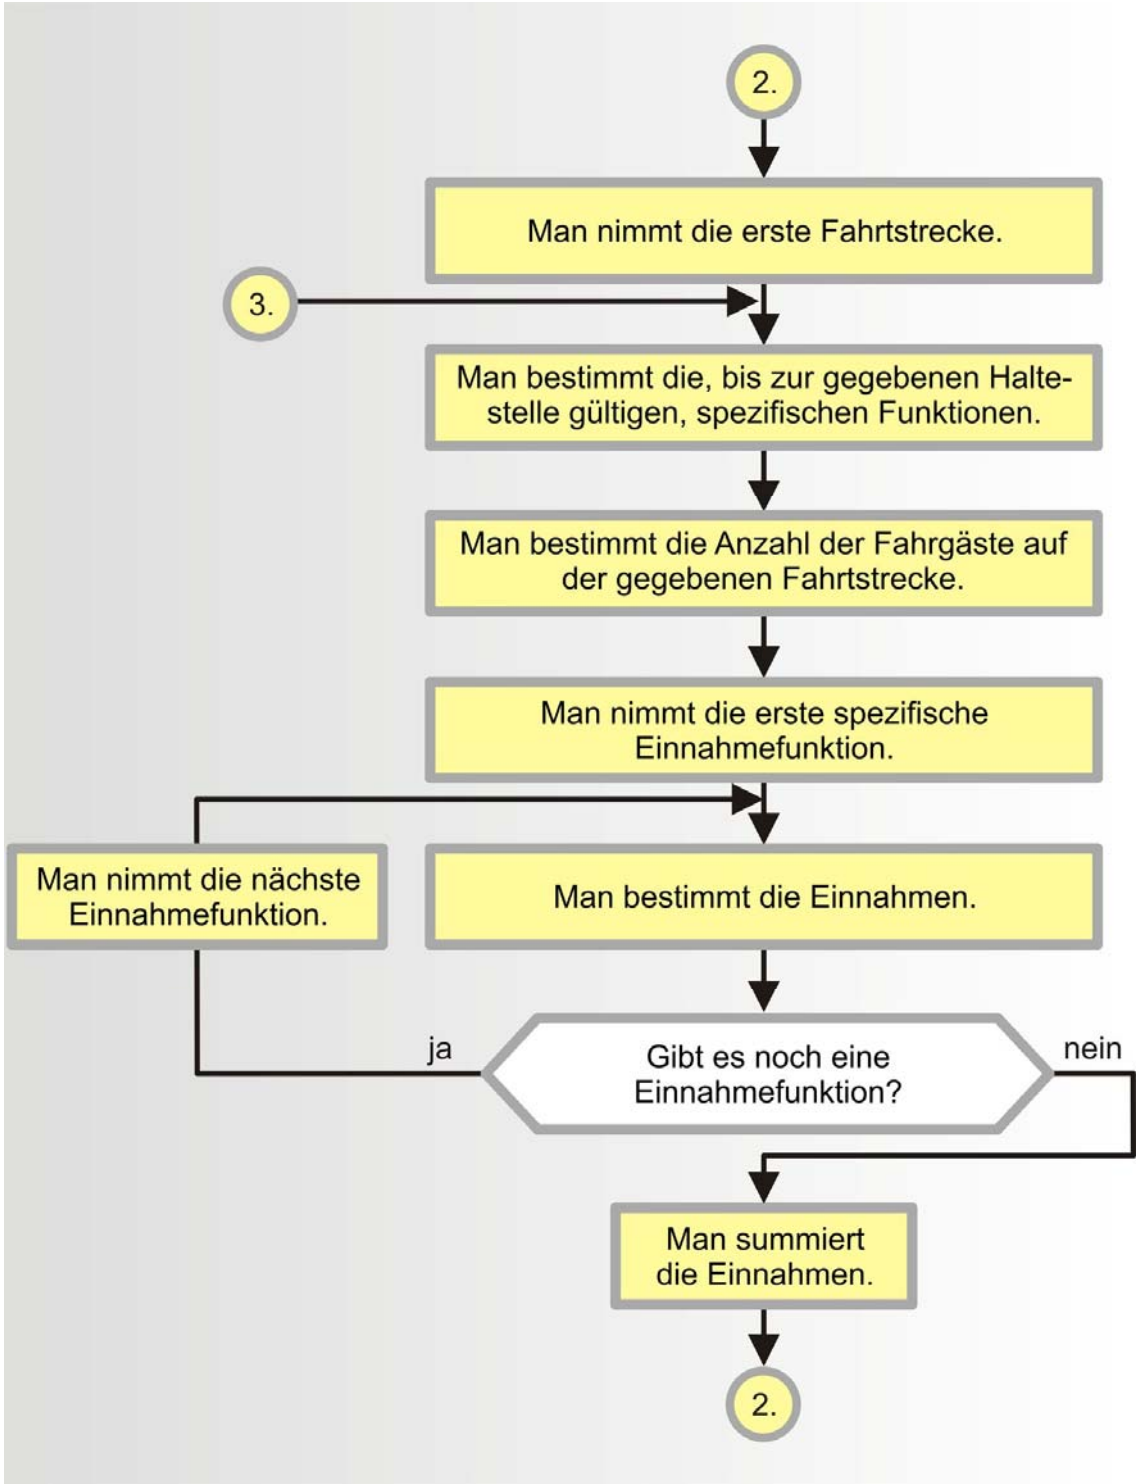 2.
Man nimmt die erste Fahrtstrecke.
3.
Man bestimmt die, bis zur gegebenen Halte-
stelle gültigen, spezifischen Funktionen.
Man bestimmt die Anzahl der Fahrgäste auf
der gegebenen Fahrtstrecke.
Man nimmt die erste spezifische
Einnahmefunktion.
Man nimmt die nächste
Einnahmefunktion.
Man bestimmt die Einnahmen.
ja
Gibt es noch eine
Einnahmefunktion?
nein
Man summiert
die Einnahmen.
2.